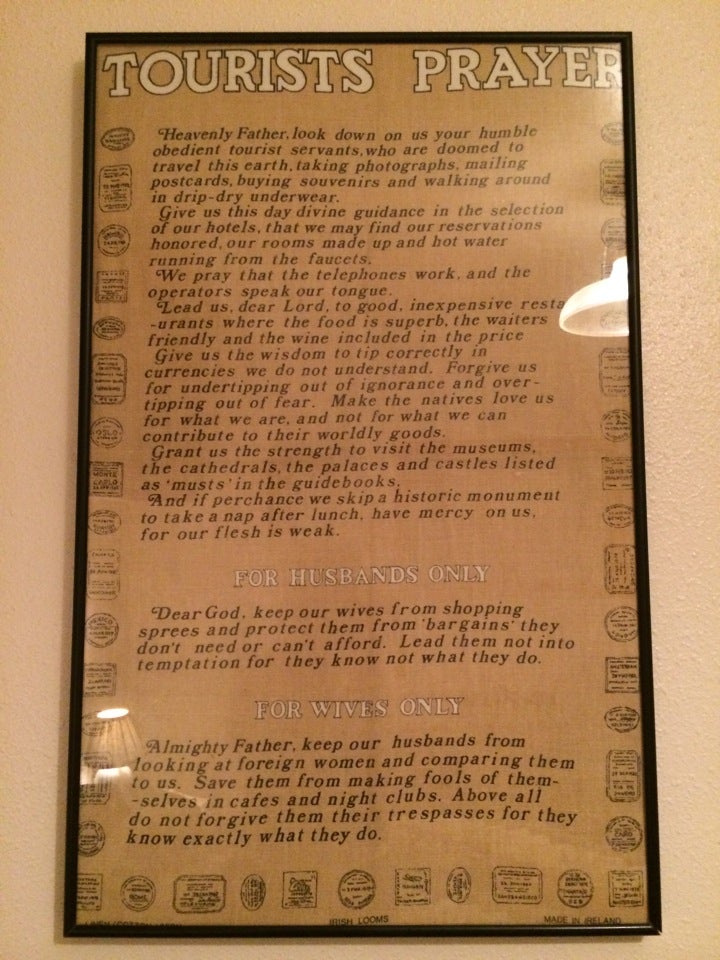 TOURISTS PRAYER
Heavenly Father, look down on us your humble
obedient tourist servants, who are doomed to
travel this earth, taking photographs, mailing
postcards, buying souvenirs and walking around
in drip-dry underwear.
Give us this day divine guidance in the selection
of our hotels, that we may find our reservations
honored, our rooms made up and hot water
running from the faucets.
We pray that the telephones work, and the
operators speak our tongue.
Lead us, dear Lord, to good, inexpensive resta
-urants where the food is superb, the waiters
friendly and the wine included in the price
Give us the wisdom to tip correctly in
currencies we do not understand. Forgive us
for undertipping out of ignorance and over-
tipping out of fear. Make the natives love us
for what we are, and not for what we can
contribute to their worldly goods.
Grant us the strength to visit the museums,
the cathedrals, the palaces and castles listed
as 'musts' in the guidebooks.
And if perchance we skip a historic monument
to take a nap after lunch, have mercy on us,
for our flesh is weak.
FOR HUSBANDS ONLY
Dear God, keep our wives from shopping
sprees and protect them from 'bargains' they
don't need or can't afford. Lead them not into
temptation for they know not what they do.
FOR WIVES ONLY
Almighty Father, keep our husbands from
looking at foreign women and comparing them
to us. Save them from making fools of them-
-selves in cafes and night clubs. Above all
do not forgive them their trespasses for they
know exactly what they do.
OSLO
MONTE
CARLO
ROME
IRISH LOOMS
MADE IN IRELAND